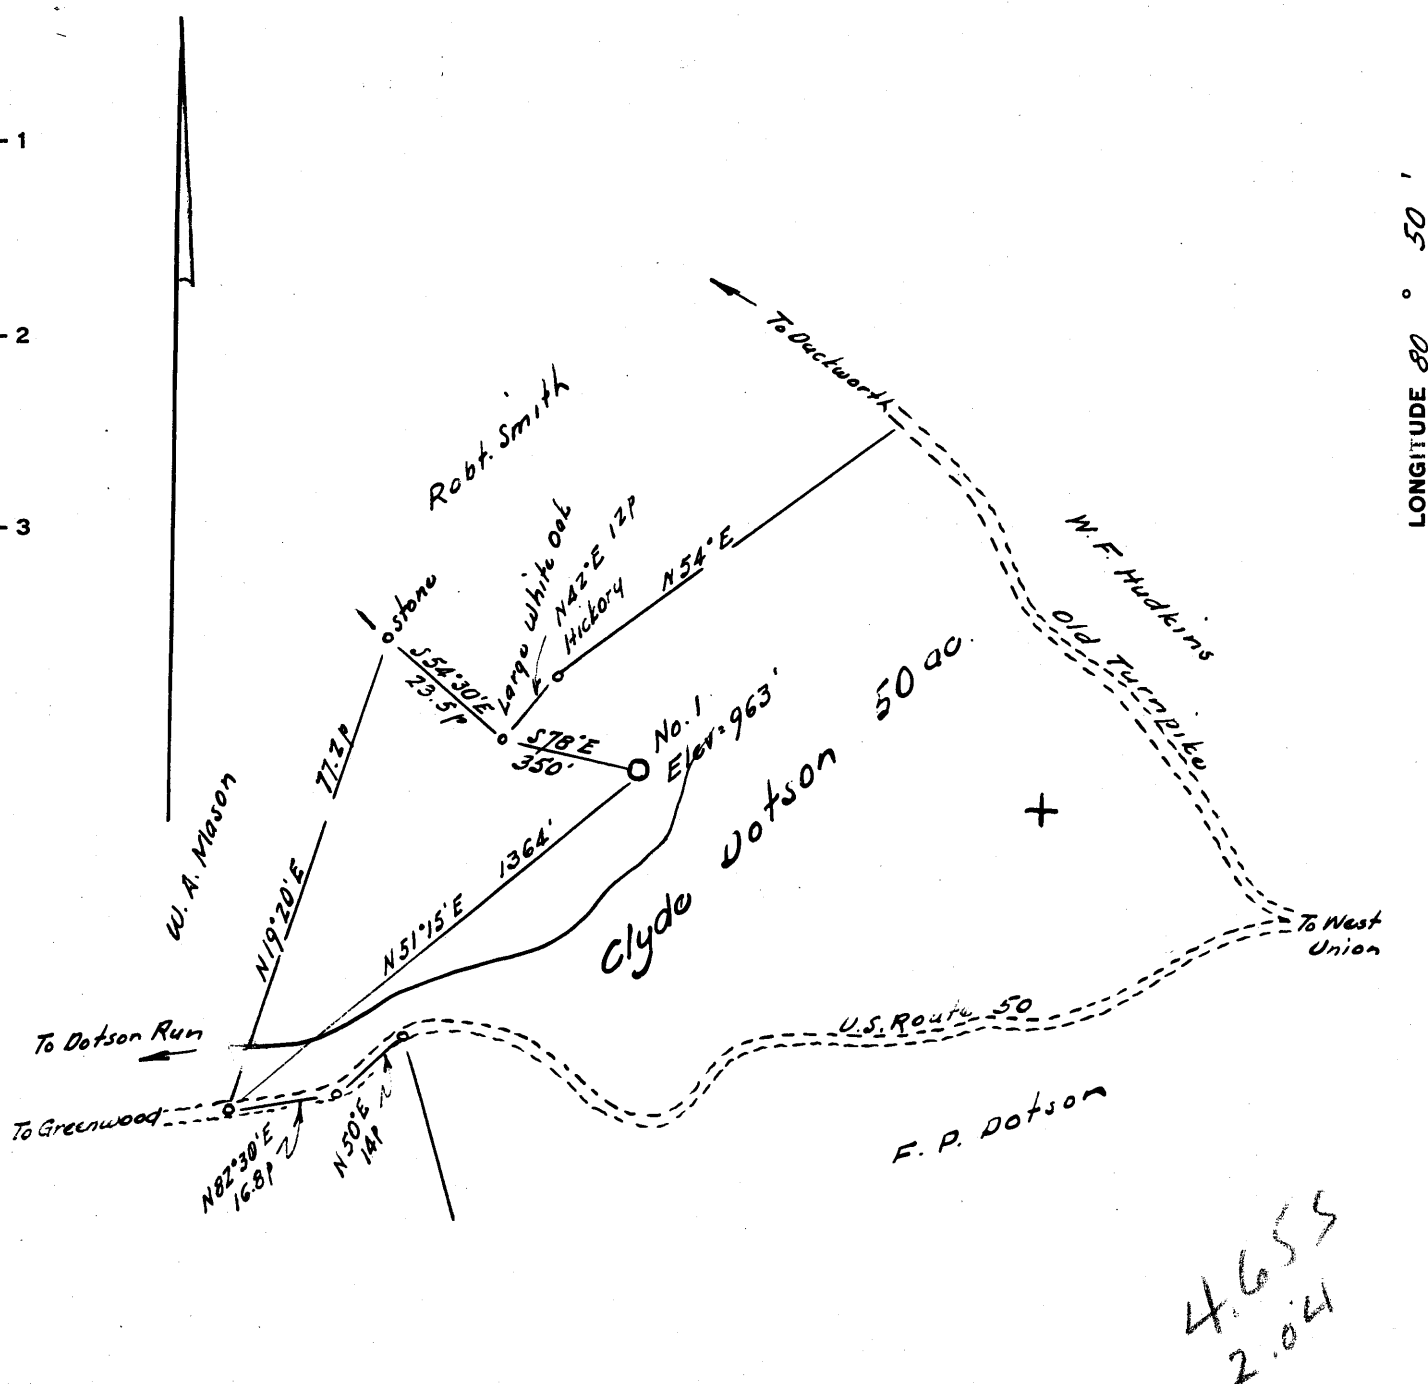 - 1
- 2
- 3
LONGITUDE 80 ° 50 '
To Duckworth
Robt. Smith
W. F. Hudkins
Old Turnpike
stone
Large White Oak
N42°E 12P
Hickory
N54°E
S54°30'E
23.5P
S78°E
350'
No. 1
Elev = 963'
Clyde Dotson 50 ac.
77.2P
N19°20'E
W. A. Mason
N51°15'E 1364'
To West
Union
U.S. Route 50
To Dotson Run
To Greenwood
N82°30'E
16.8P
N50°E
14P
F. P. Dotson
4.655
2.04